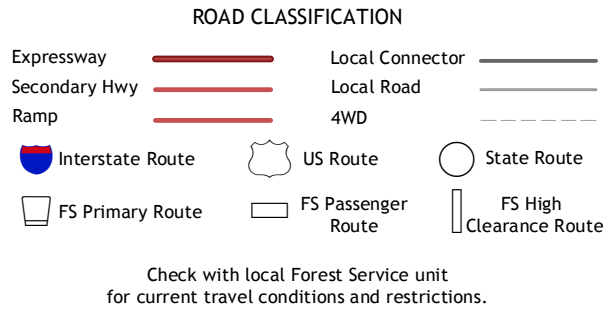 ROAD CLASSIFICATION
Expressway
Local Connector
Secondary Hwy
Local Road
Ramp
4WD
Interstate Route
US Route
State Route
FS Primary Route
FS Passenger
Route
FS High
Clearance Route
Check with local Forest Service unit
for current travel conditions and restrictions.